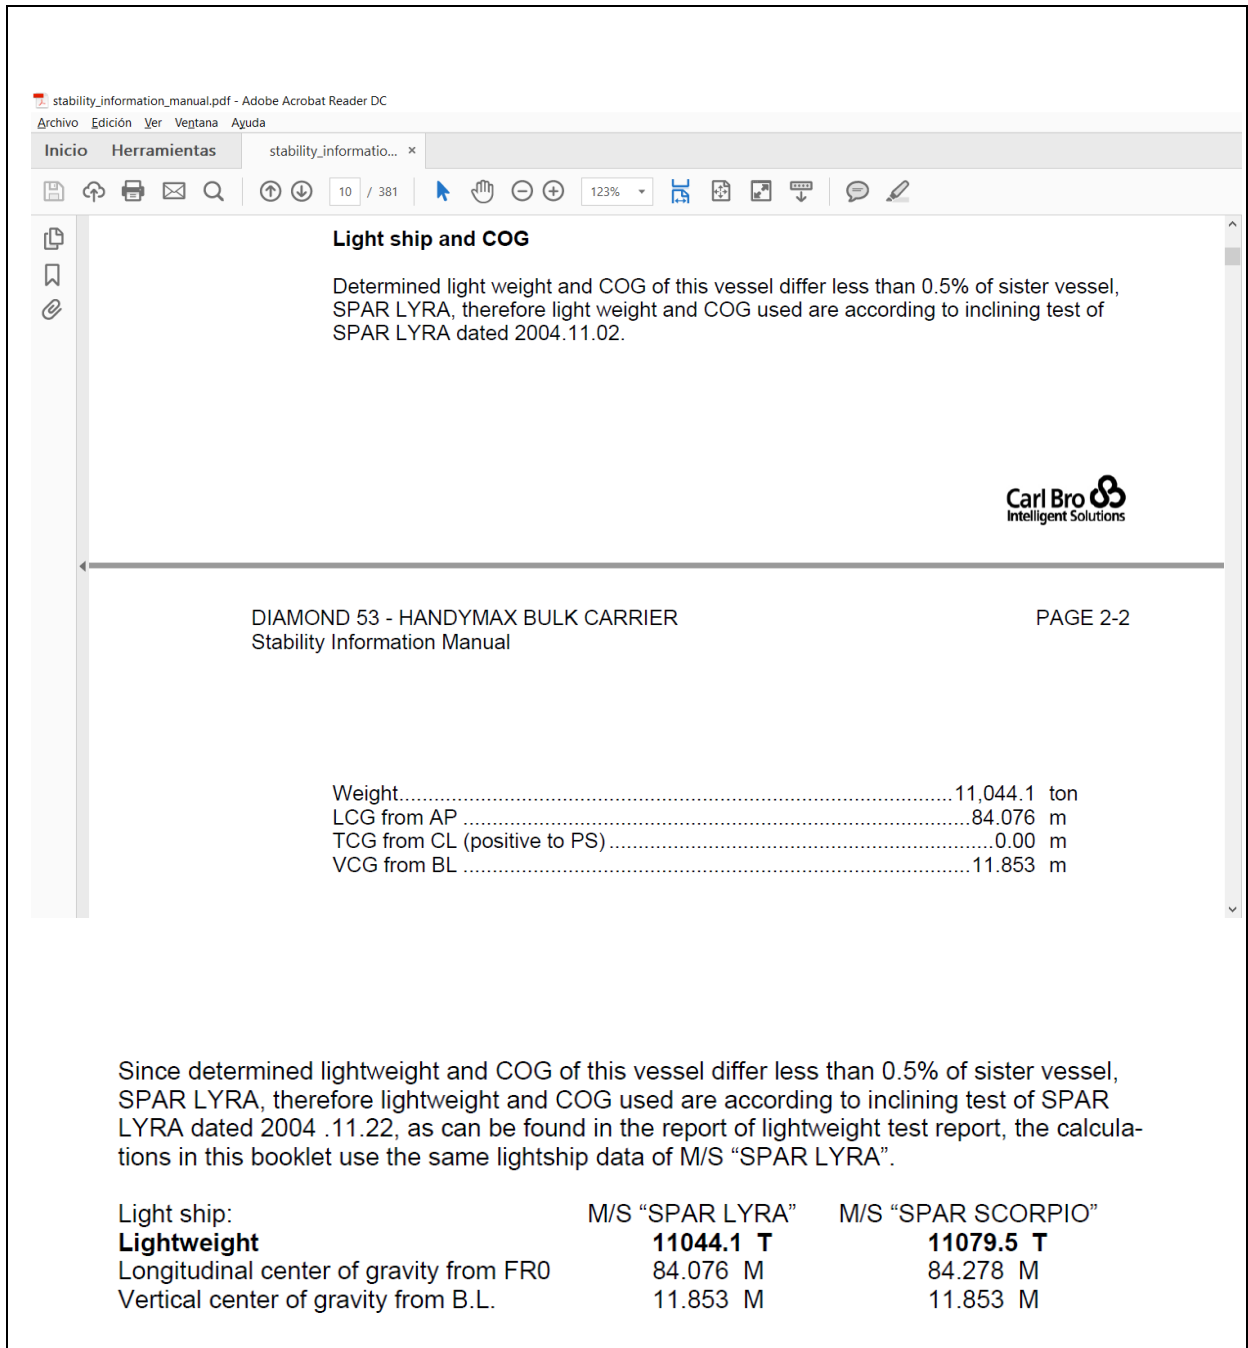 stability_information_manual.pdf - Adobe Acrobat Reader DC
Archivo Edición Ver Ventana Ayuda
Inicio Herramientas stability_informatio... ×
10 / 381 123%
Light ship and COG
Determined light weight and COG of this vessel differ less than 0.5% of sister vessel,
SPAR LYRA, therefore light weight and COG used are according to inclining test of
SPAR LYRA dated 2004.11.02.
Carl Bro
Intelligent Solutions
DIAMOND 53 - HANDYMAX BULK CARRIER PAGE 2-2
Stability Information Manual
Weight.............................................................................................11,044.1 ton
LCG from AP .....................................................................................84.076 m
TCG from CL (positive to PS)................................................................0.00 m
VCG from BL .....................................................................................11.853 m
Since determined lightweight and COG of this vessel differ less than 0.5% of sister vessel,
SPAR LYRA, therefore lightweight and COG used are according to inclining test of SPAR
LYRA dated 2004 .11.22, as can be found in the report of lightweight test report, the calcula-
tions in this booklet use the same lightship data of M/S “SPAR LYRA”.
Light ship: M/S “SPAR LYRA” M/S “SPAR SCORPIO”
Lightweight 11044.1 T 11079.5 T
Longitudinal center of gravity from FR0 84.076 M 84.278 M
Vertical center of gravity from B.L. 11.853 M 11.853 M